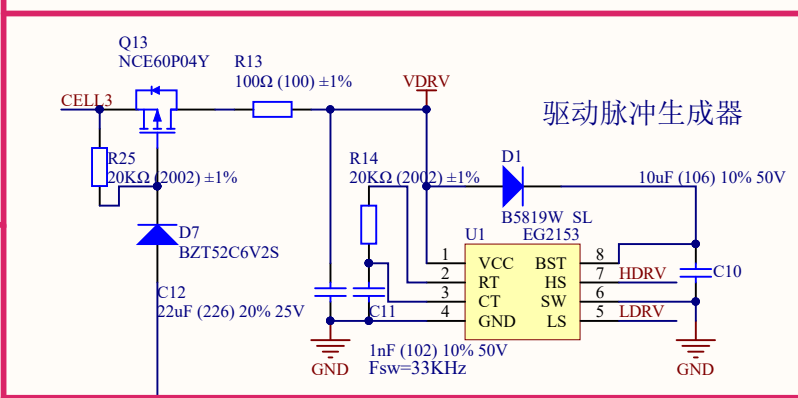 Q13
NCE60P04Y
R13
100Ω (100) ±1%
CELL3
VDRV
驱动脉冲生成器
R25
20KΩ (2002) ±1%
R14
20KΩ (2002) ±1%
D1
B5819W SL
10uF (106) 10% 50V
D7
BZT52C6V2S
U1
EG2153
1 VCC BST 8
2 RT HS 7 HDRV
3 CT SW 6
4 GND LS 5 LDRV
C10
C12
22uF (226) 20% 25V
C11
1nF (102) 10% 50V
Fsw=33KHz
GND
GND